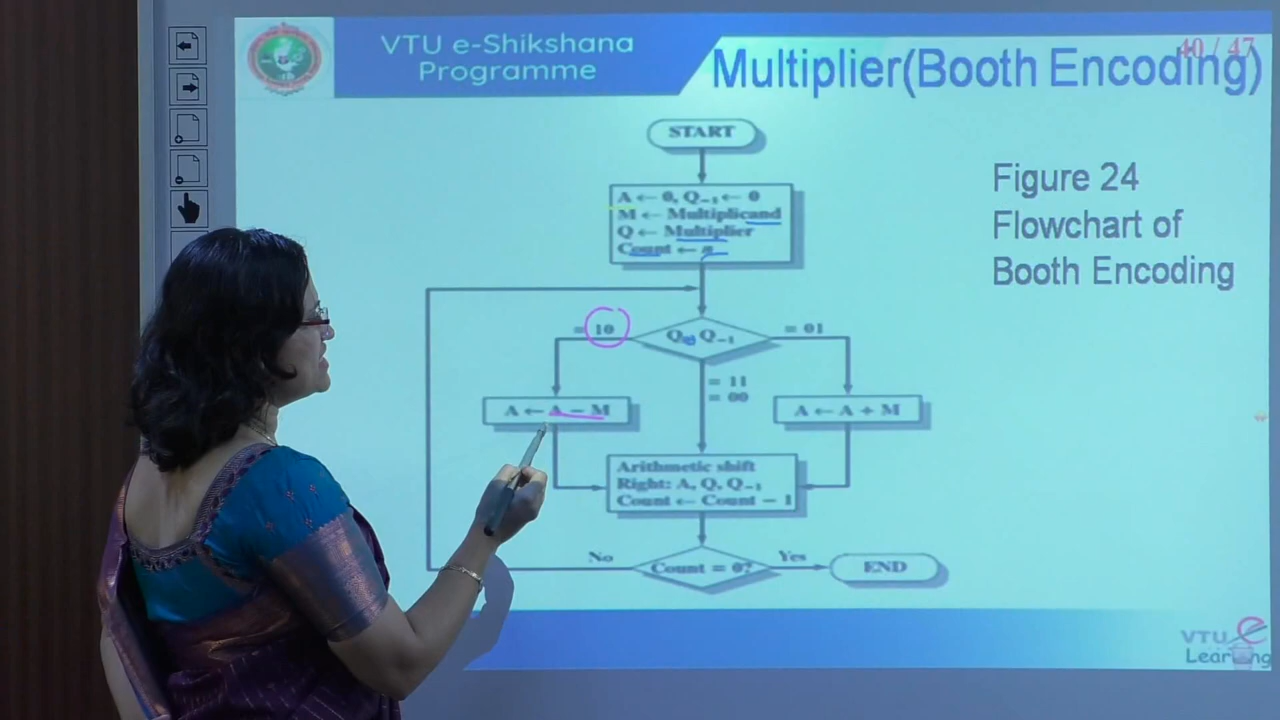 VTU e-Shikshana
Programme
Multiplier(Booth Encoding)
40 / 47
START
A ← 0, Q₋₁ ← 0
M ← Multiplicand
Q ← Multiplier
Count ← n
Figure 24
Flowchart of
Booth Encoding
= 10
Q₀, Q₋₁
= 01
= 11
= 00
A ← A − M
A ← A + M
Arithmetic shift
Right: A, Q, Q₋₁
Count ← Count − 1
No
Count = 0?
Yes
END
VTU e
Learning